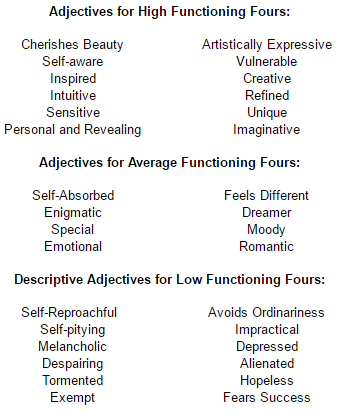 Adjectives for High Functioning Fours:
Cherishes Beauty Artistically Expressive
Self-aware Vulnerable
Inspired Creative
Intuitive Refined
Sensitive Unique
Personal and Revealing Imaginative
Adjectives for Average Functioning Fours:
Self-Absorbed Feels Different
Enigmatic Dreamer
Special Moody
Emotional Romantic
Descriptive Adjectives for Low Functioning Fours:
Self-Reproachful Avoids Ordinariness
Self-pitying Impractical
Melancholic Depressed
Despairing Alienated
Tormented Hopeless
Exempt Fears Success